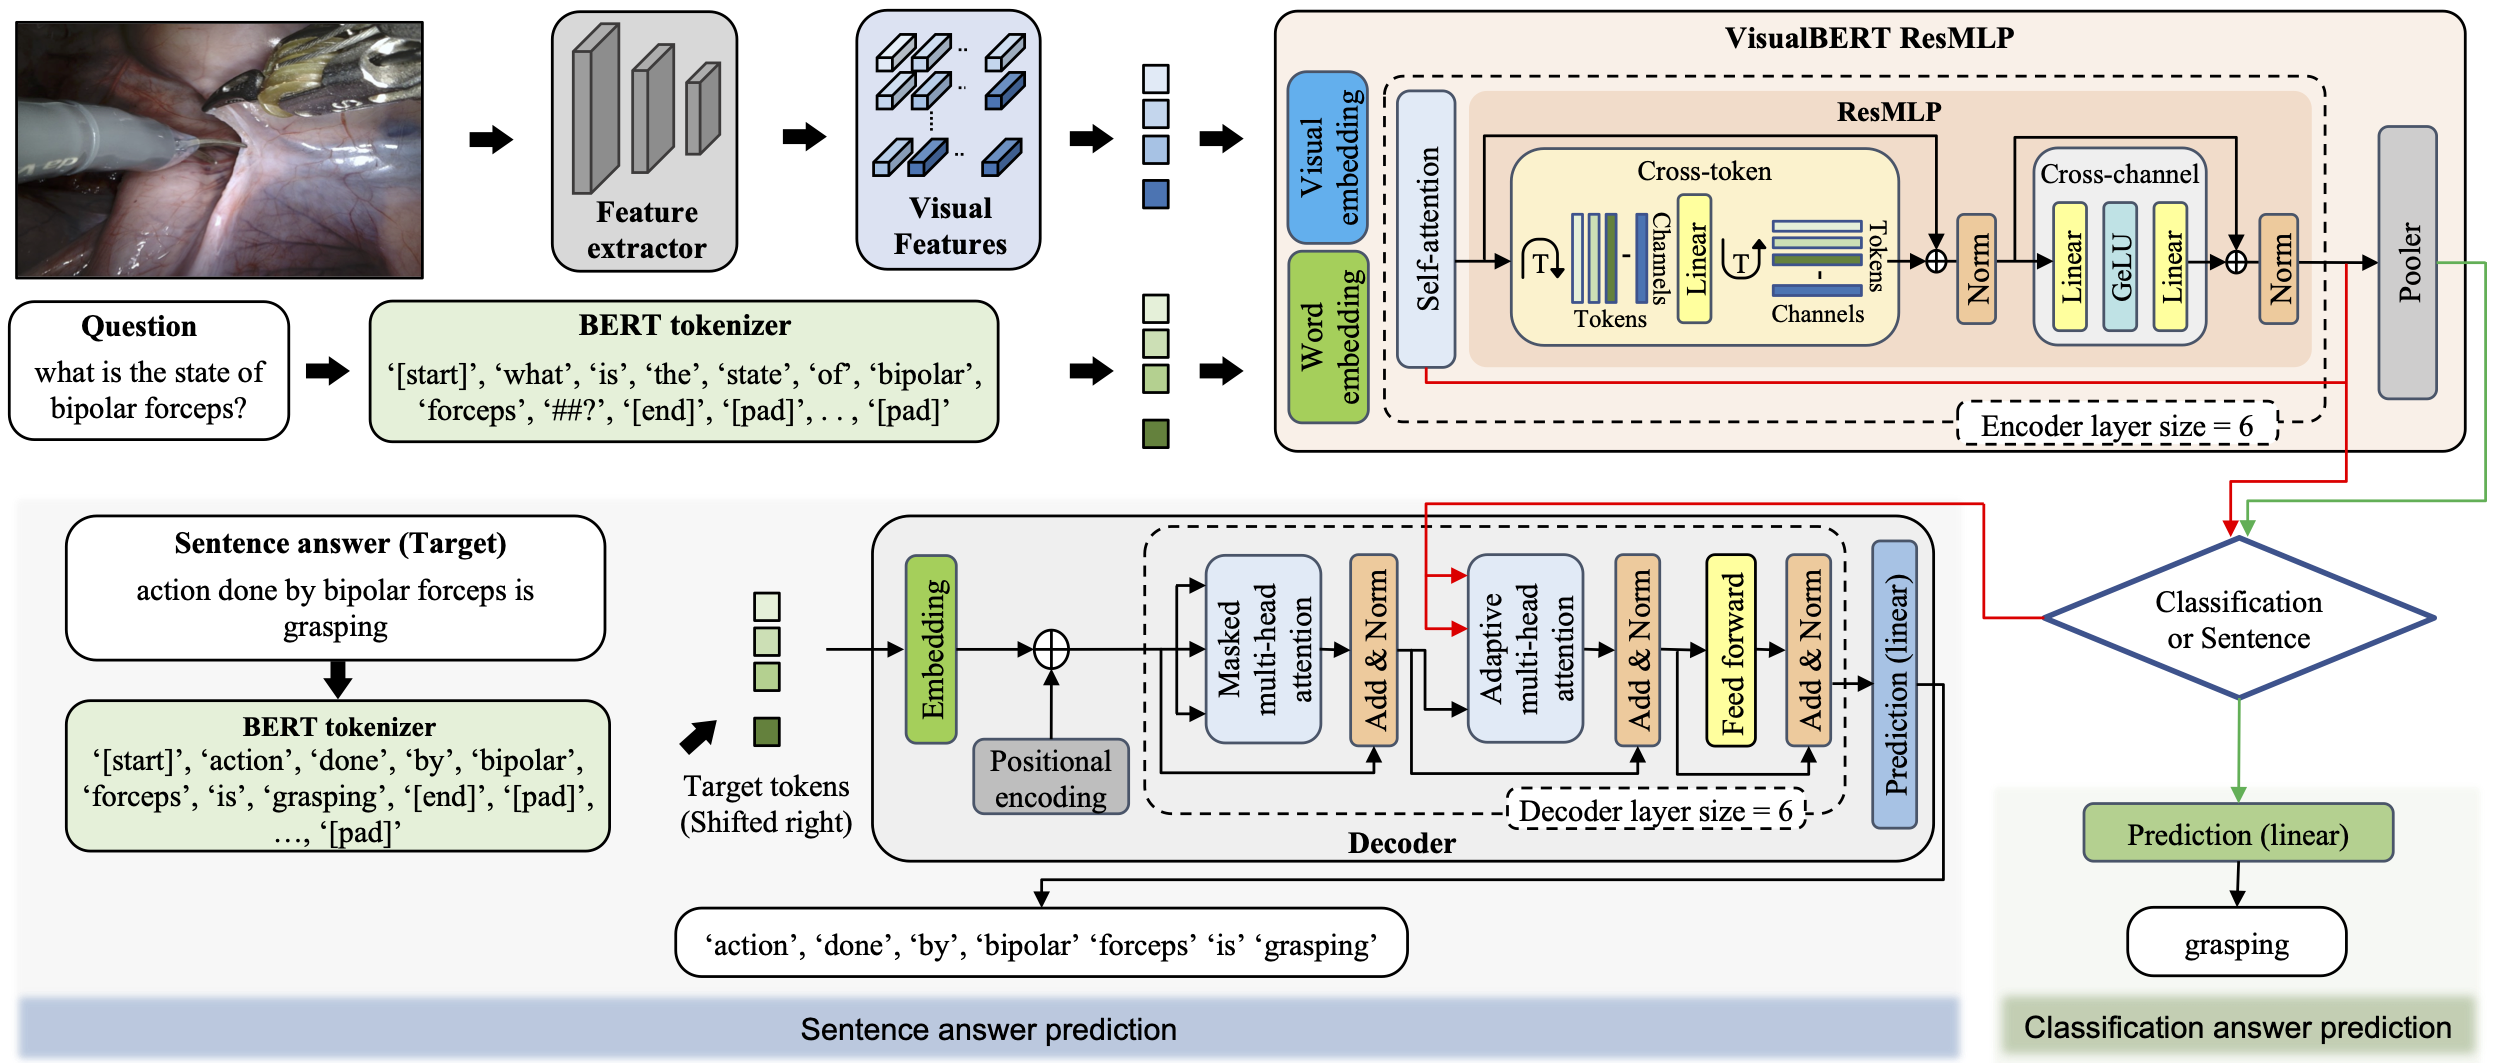 Feature
extractor
Visual
Features
Question
what is the state of
bipolar forceps?
BERT tokenizer
‘[start]’, ‘what’, ‘is’, ‘the’, ‘state’, ‘of’, ‘bipolar’,
‘forceps’, ‘##?’, ‘[end]’, ‘[pad]’, . . , ‘[pad]’
VisualBERT ResMLP
Visual
embedding
Word
embedding
Self-attention
ResMLP
Cross-token
T
Tokens
Channels
Linear
T
Tokens
Channels
Norm
Cross-channel
Linear
GeLU
Linear
Norm
Pooler
Encoder layer size = 6
Sentence answer (Target)
action done by bipolar forceps is
grasping
BERT tokenizer
‘[start]’, ‘action’, ‘done’, ‘by’, ‘bipolar’,
‘forceps’, ‘is’, ‘grasping’, ‘[end]’, ‘[pad]’,
…, ‘[pad]’
Target tokens
(Shifted right)
Embedding
Positional
encoding
Masked
multi-head
attention
Add & Norm
Adaptive
multi-head
attention
Add & Norm
Feed forward
Add & Norm
Prediction (linear)
Decoder layer size = 6
Decoder
‘action’, ‘done’, ‘by’, ‘bipolar’ ‘forceps’ ‘is’ ‘grasping’
Classification
or Sentence
Prediction (linear)
grasping
Sentence answer prediction
Classification answer prediction